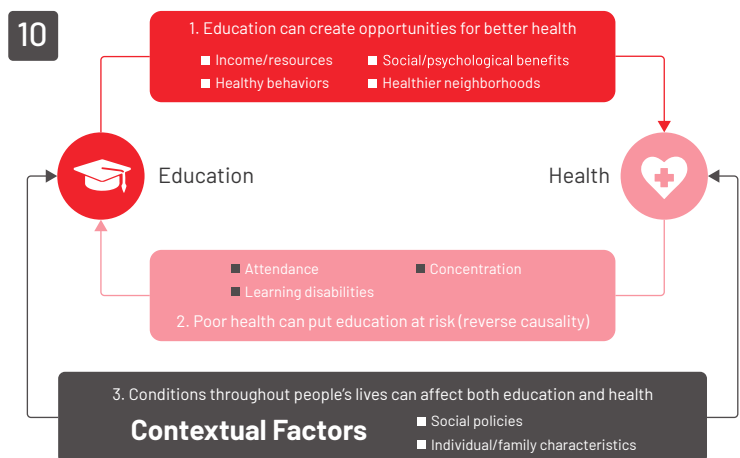 10
1. Education can create opportunities for better health
Income/resources
Social/psychological benefits
Healthy behaviors
Healthier neighborhoods
Education
Health
Attendance
Concentration
Learning disabilities
2. Poor health can put education at risk (reverse causality)
3. Conditions throughout people's lives can affect both education and health
Contextual Factors
Social policies
Individual/family characteristics